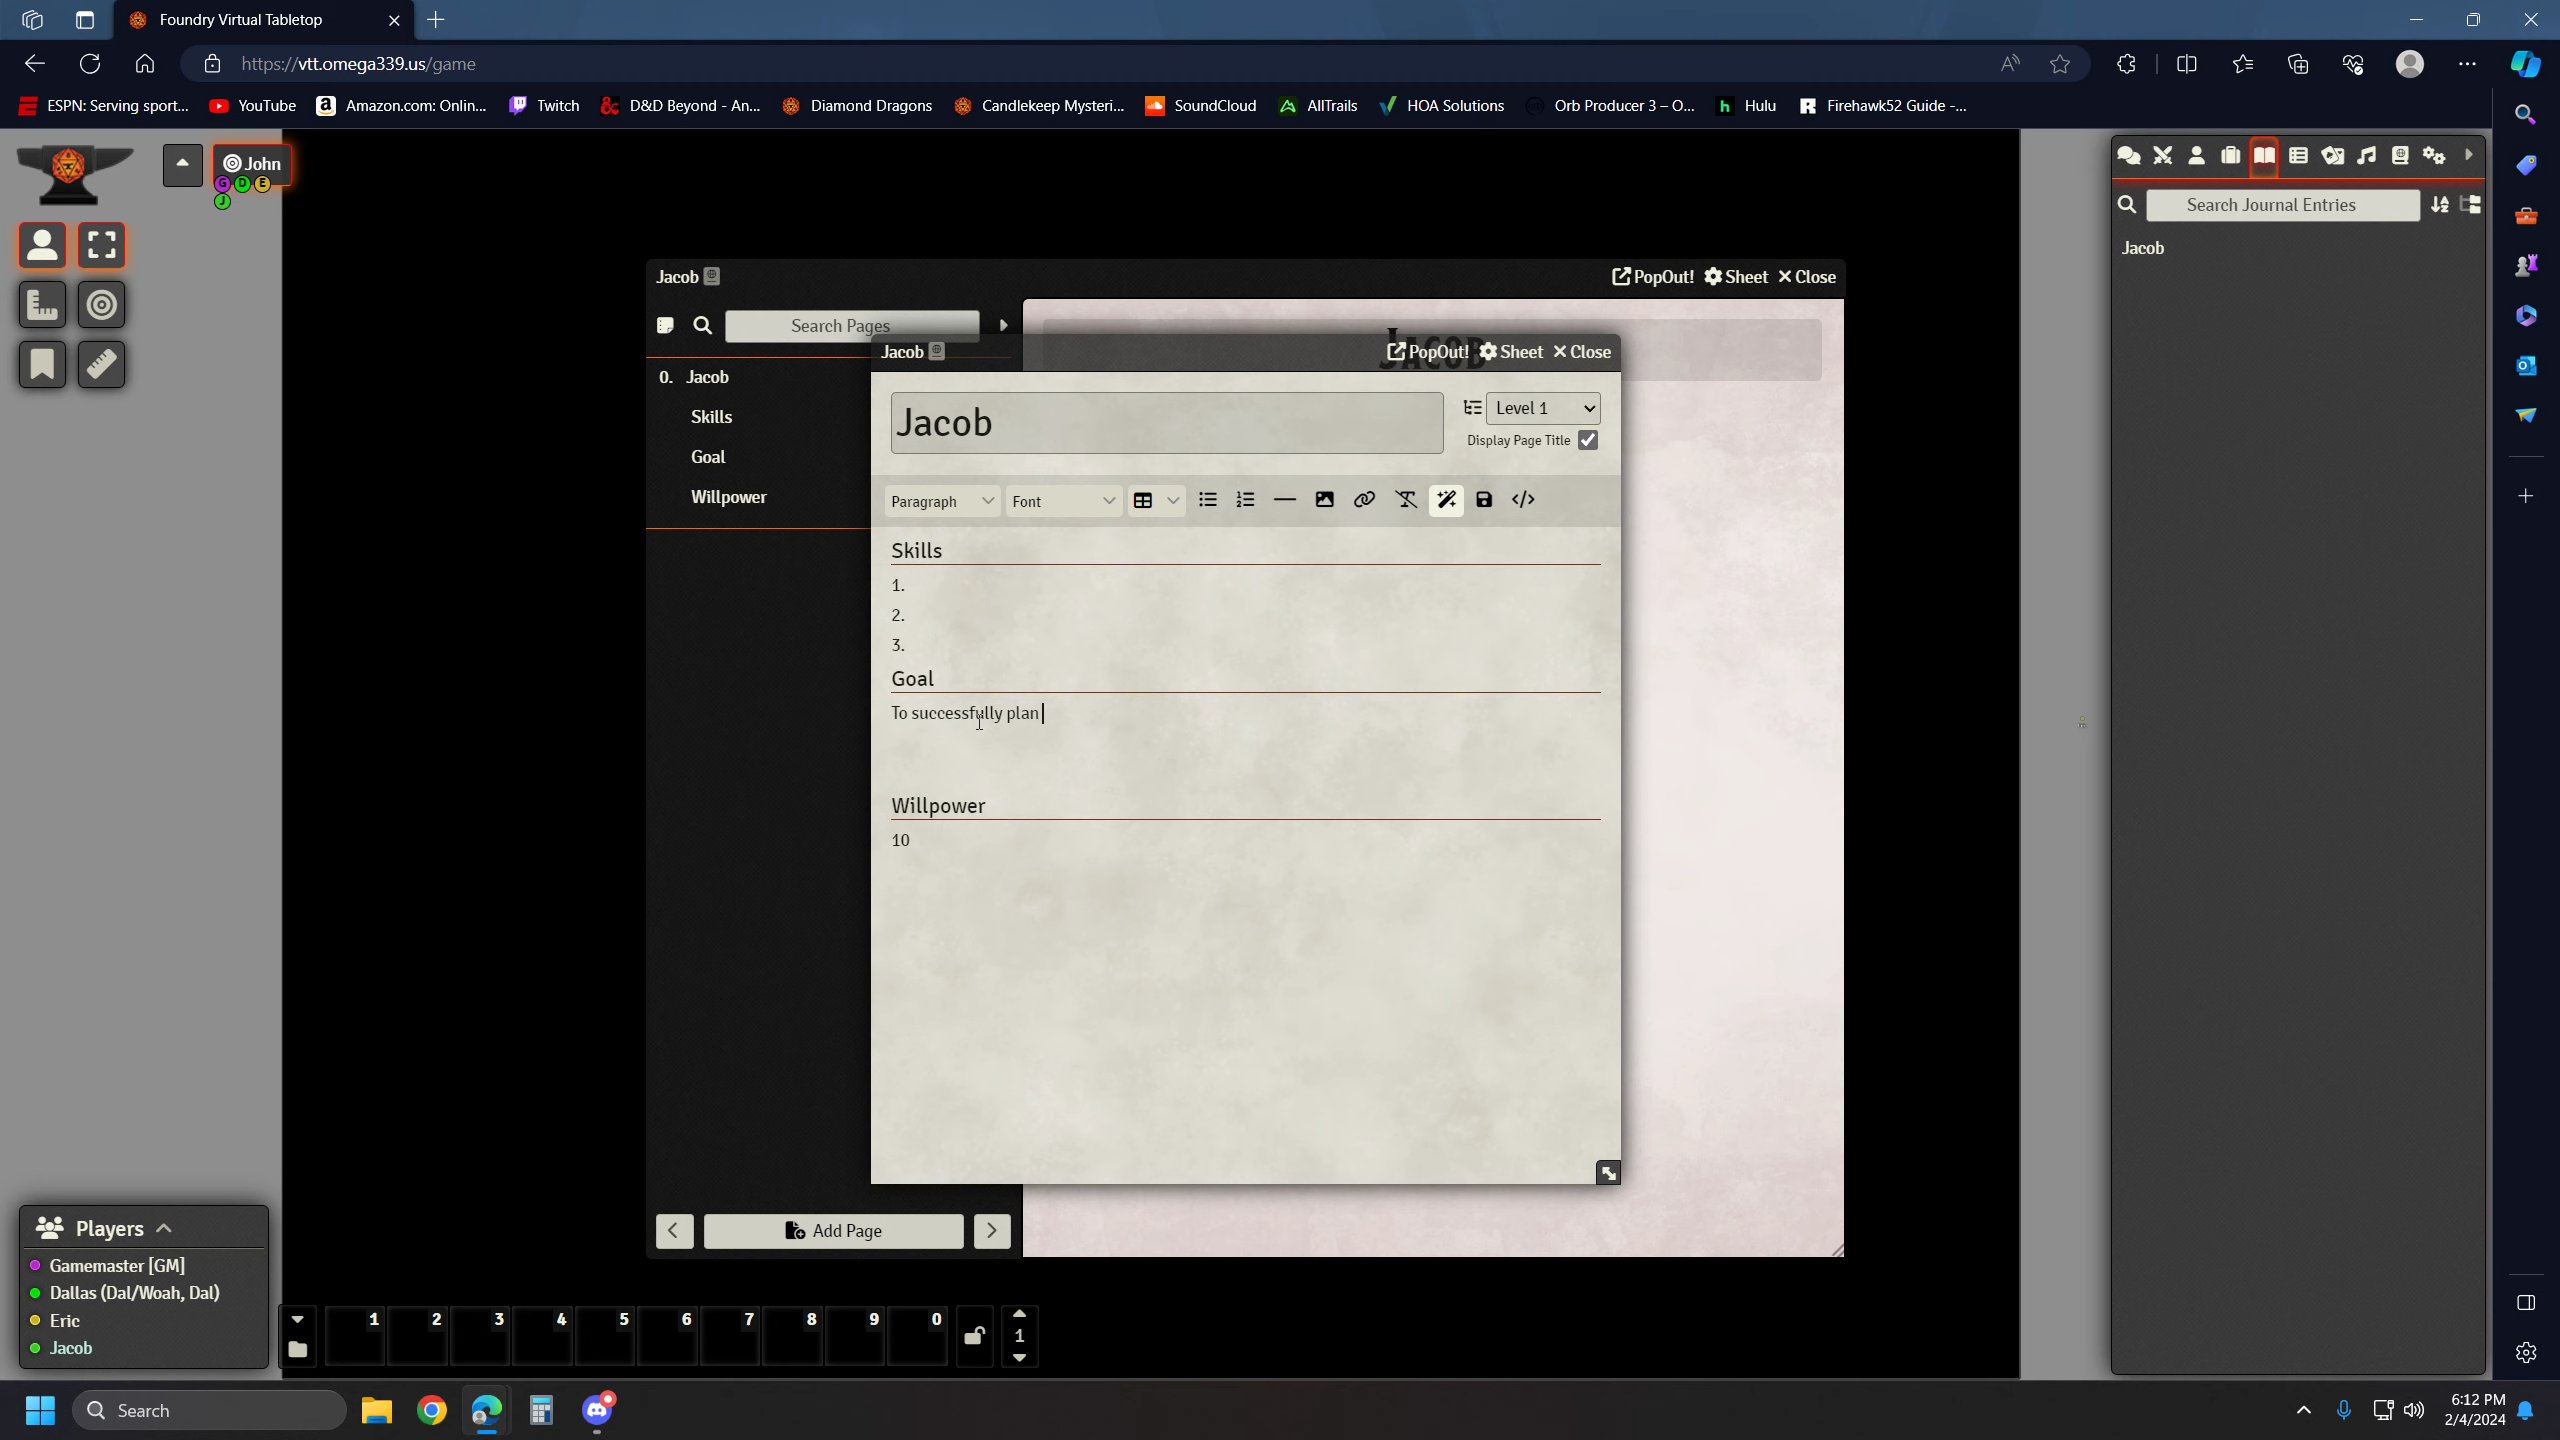 Foundry Virtual Tabletop
https://vtt.omega339.us/game
ESPN: Serving sport...
YouTube
Amazon.com: Onlin...
Twitch
D&D Beyond - An...
Diamond Dragons
Candlekeep Mysteri...
SoundCloud
AllTrails
HOA Solutions
Orb Producer 3 – O...
Hulu
Firehawk52 Guide -...
John
G D E
J
Search Journal Entries
Jacob
Jacob
PopOut! Sheet Close
Search Pages
Jacob
0. Jacob
Skills
Goal
Willpower
Jacob
PopOut! Sheet Close
Jacob
Level 1
Display Page Title
Paragraph
Font
Skills
1.
2.
3.
Goal
To successfully plan
Willpower
10
Add Page
Players
Gamemaster [GM]
Dallas (Dal/Woah, Dal)
Eric
Jacob
1 2 3 4 5 6 7 8 9 0
1
Search
6:12 PM
2/4/2024